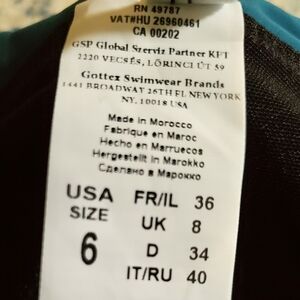 RN 49787
VAT#HU 26960461
CA 00202
GSP Global Szerviz Partner KFT
2220 VECSÉS, LŐRINCI ÚT 59
Gottex Swimwear Brands
1441 BROADWAY 26TH FL NEW YORK
NY, 10018 USA
Made in Morocco
Fabriqué en Maroc
Hecho en Marruecos
Hergestellt in Marokko
Сделано в Марокко
USA SIZE 6
FR/IL 36
UK 8
D 34
IT/RU 40